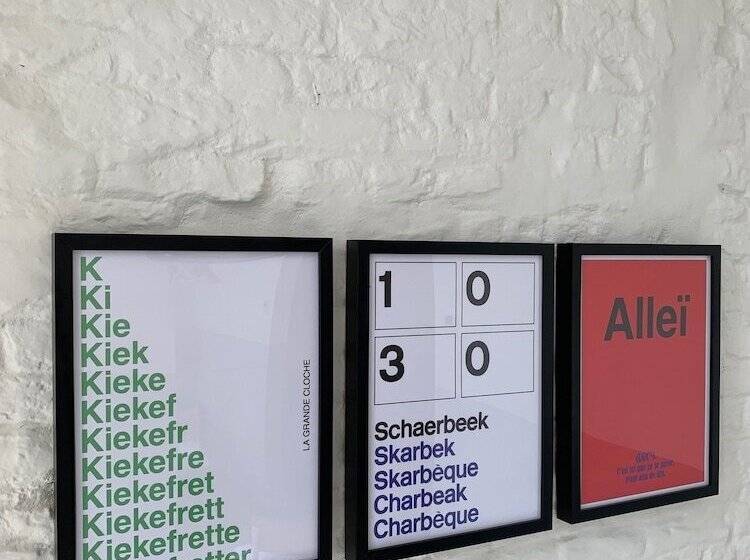 K
Ki
Kie
Kiek
Kieke
Kiekef
Kiekefr
Kiekefre
Kiekefret
Kiekefrett
Kiekefrette
LA GRANDE CLOCHE
1 0
3 0
Schaerbeek
Skarbek
Skarbèque
Charbeak
Charbèque
Alleï